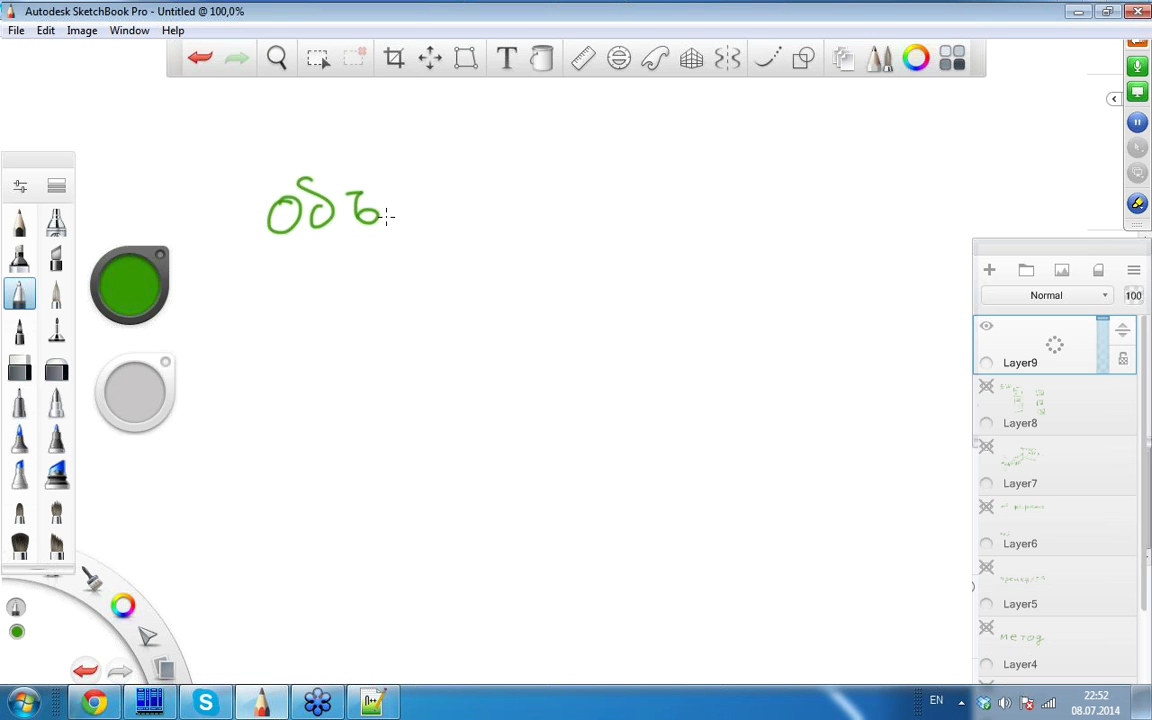 Autodesk SketchBook Pro - Untitled @ 100,0%
File Edit Image Window Help
T
объ
Normal
100
Layer9
Layer8
Layer7
Layer6
Layer5
метод
Layer4
EN
22:52
08.07.2014